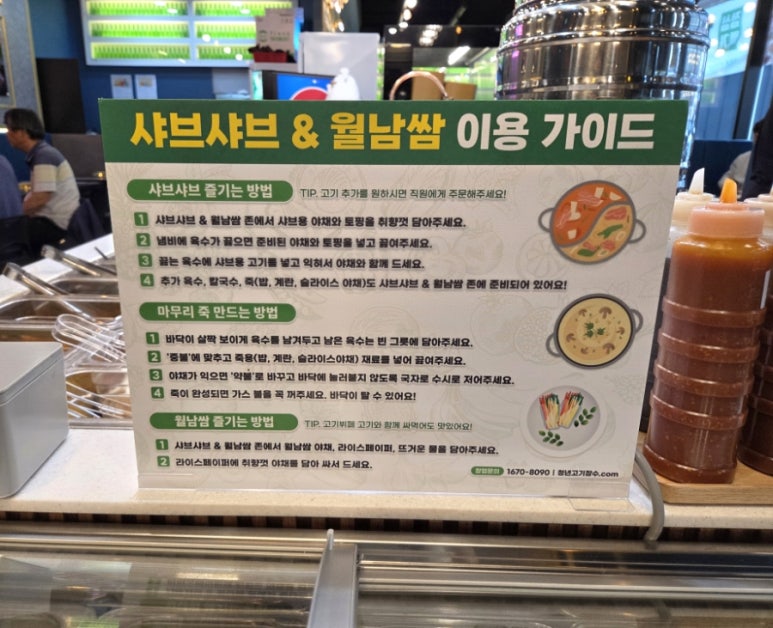 샤브샤브 & 월남쌈 이용 가이드
샤브샤브 즐기는 방법 TIP. 고기 추가를 원하시면 직원에게 주문해주세요!
1 샤브샤브 & 월남쌈 존에서 샤브용 야채와 토핑을 취향껏 담아주세요.
2 냄비에 육수가 끓으면 준비된 야채와 토핑을 넣고 끓여주세요.
3 끓는 육수에 샤브용 고기를 넣고 익혀서 야채와 함께 드세요.
4 추가 육수, 칼국수, 죽(밥, 계란, 슬라이스 야채)도 샤브샤브 & 월남쌈 존에 준비되어 있어요!
마무리 죽 만드는 방법
1 바닥이 살짝 보이게 육수를 남겨두고 남은 육수는 빈 그릇에 담아주세요.
2 '중불'에 맞추고 죽용(밥, 계란, 슬라이스야채) 재료를 넣어 끓여주세요.
3 야채가 익으면 '약불'로 바꾸고 바닥에 눌러붙지 않도록 국자로 수시로 저어주세요.
4 죽이 완성되면 가스 불을 꼭 꺼주세요. 바닥이 탈 수 있어요!
월남쌈 즐기는 방법 TIP. 고기뷔페 고기와 함께 싸먹어도 맛있어요!
1 샤브샤브 & 월남쌈 존에서 월남쌈 야채, 라이스페이퍼, 뜨거운 물을 담아주세요.
2 라이스페이퍼에 취향껏 야채를 담아 싸서 드세요.
창업문의 1670-8090 | 청년고기장수.com